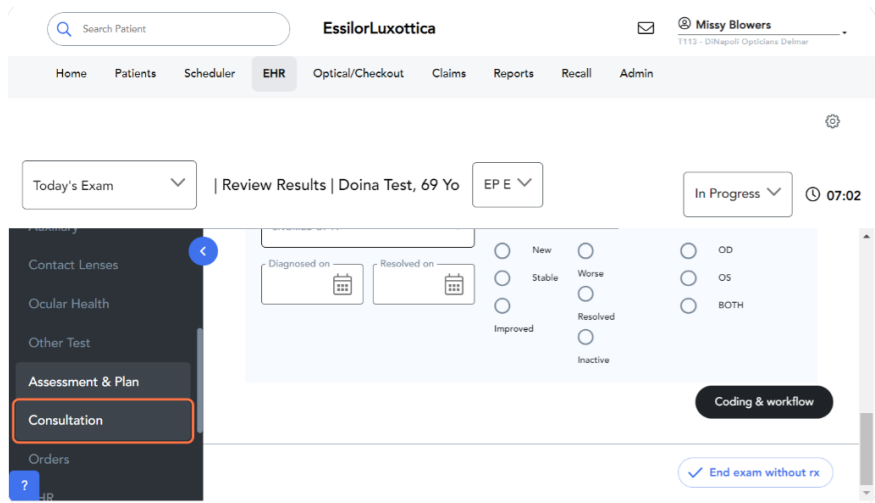 Search Patient
EssilorLuxottica
Missy Blowers
T113 - DiNapoli Opticians Delmar
Home Patients Scheduler EHR Optical/Checkout Claims Reports Recall Admin
Today's Exam
| Review Results | Doina Test, 69 Yo
EP E
In Progress
07:02
Auxiliary
Contact Lenses
Ocular Health
Other Test
Assessment & Plan
Consultation
Orders
?
Diagnosed on
Resolved on
New
Stable
Improved
Worse
Resolved
Inactive
OD
OS
BOTH
Coding & workflow
End exam without rx